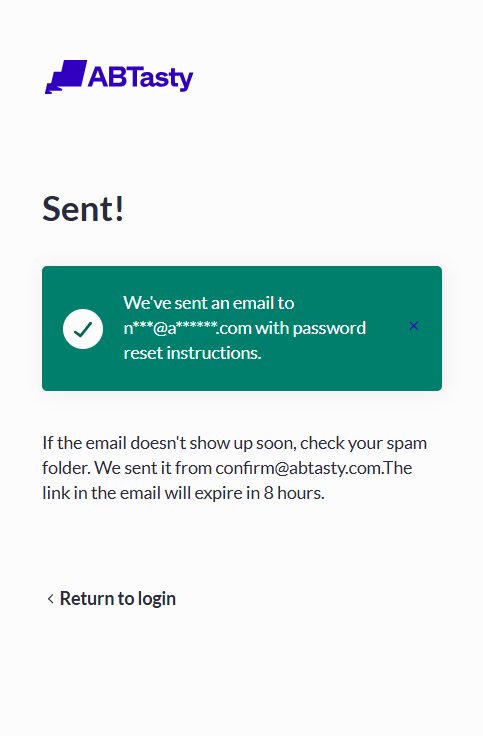 ABTasty
Sent!
We've sent an email to
n***@a******.com with password
reset instructions.
If the email doesn't show up soon, check your spam
folder. We sent it from confirm@abtasty.com.The
link in the email will expire in 8 hours.
Return to login